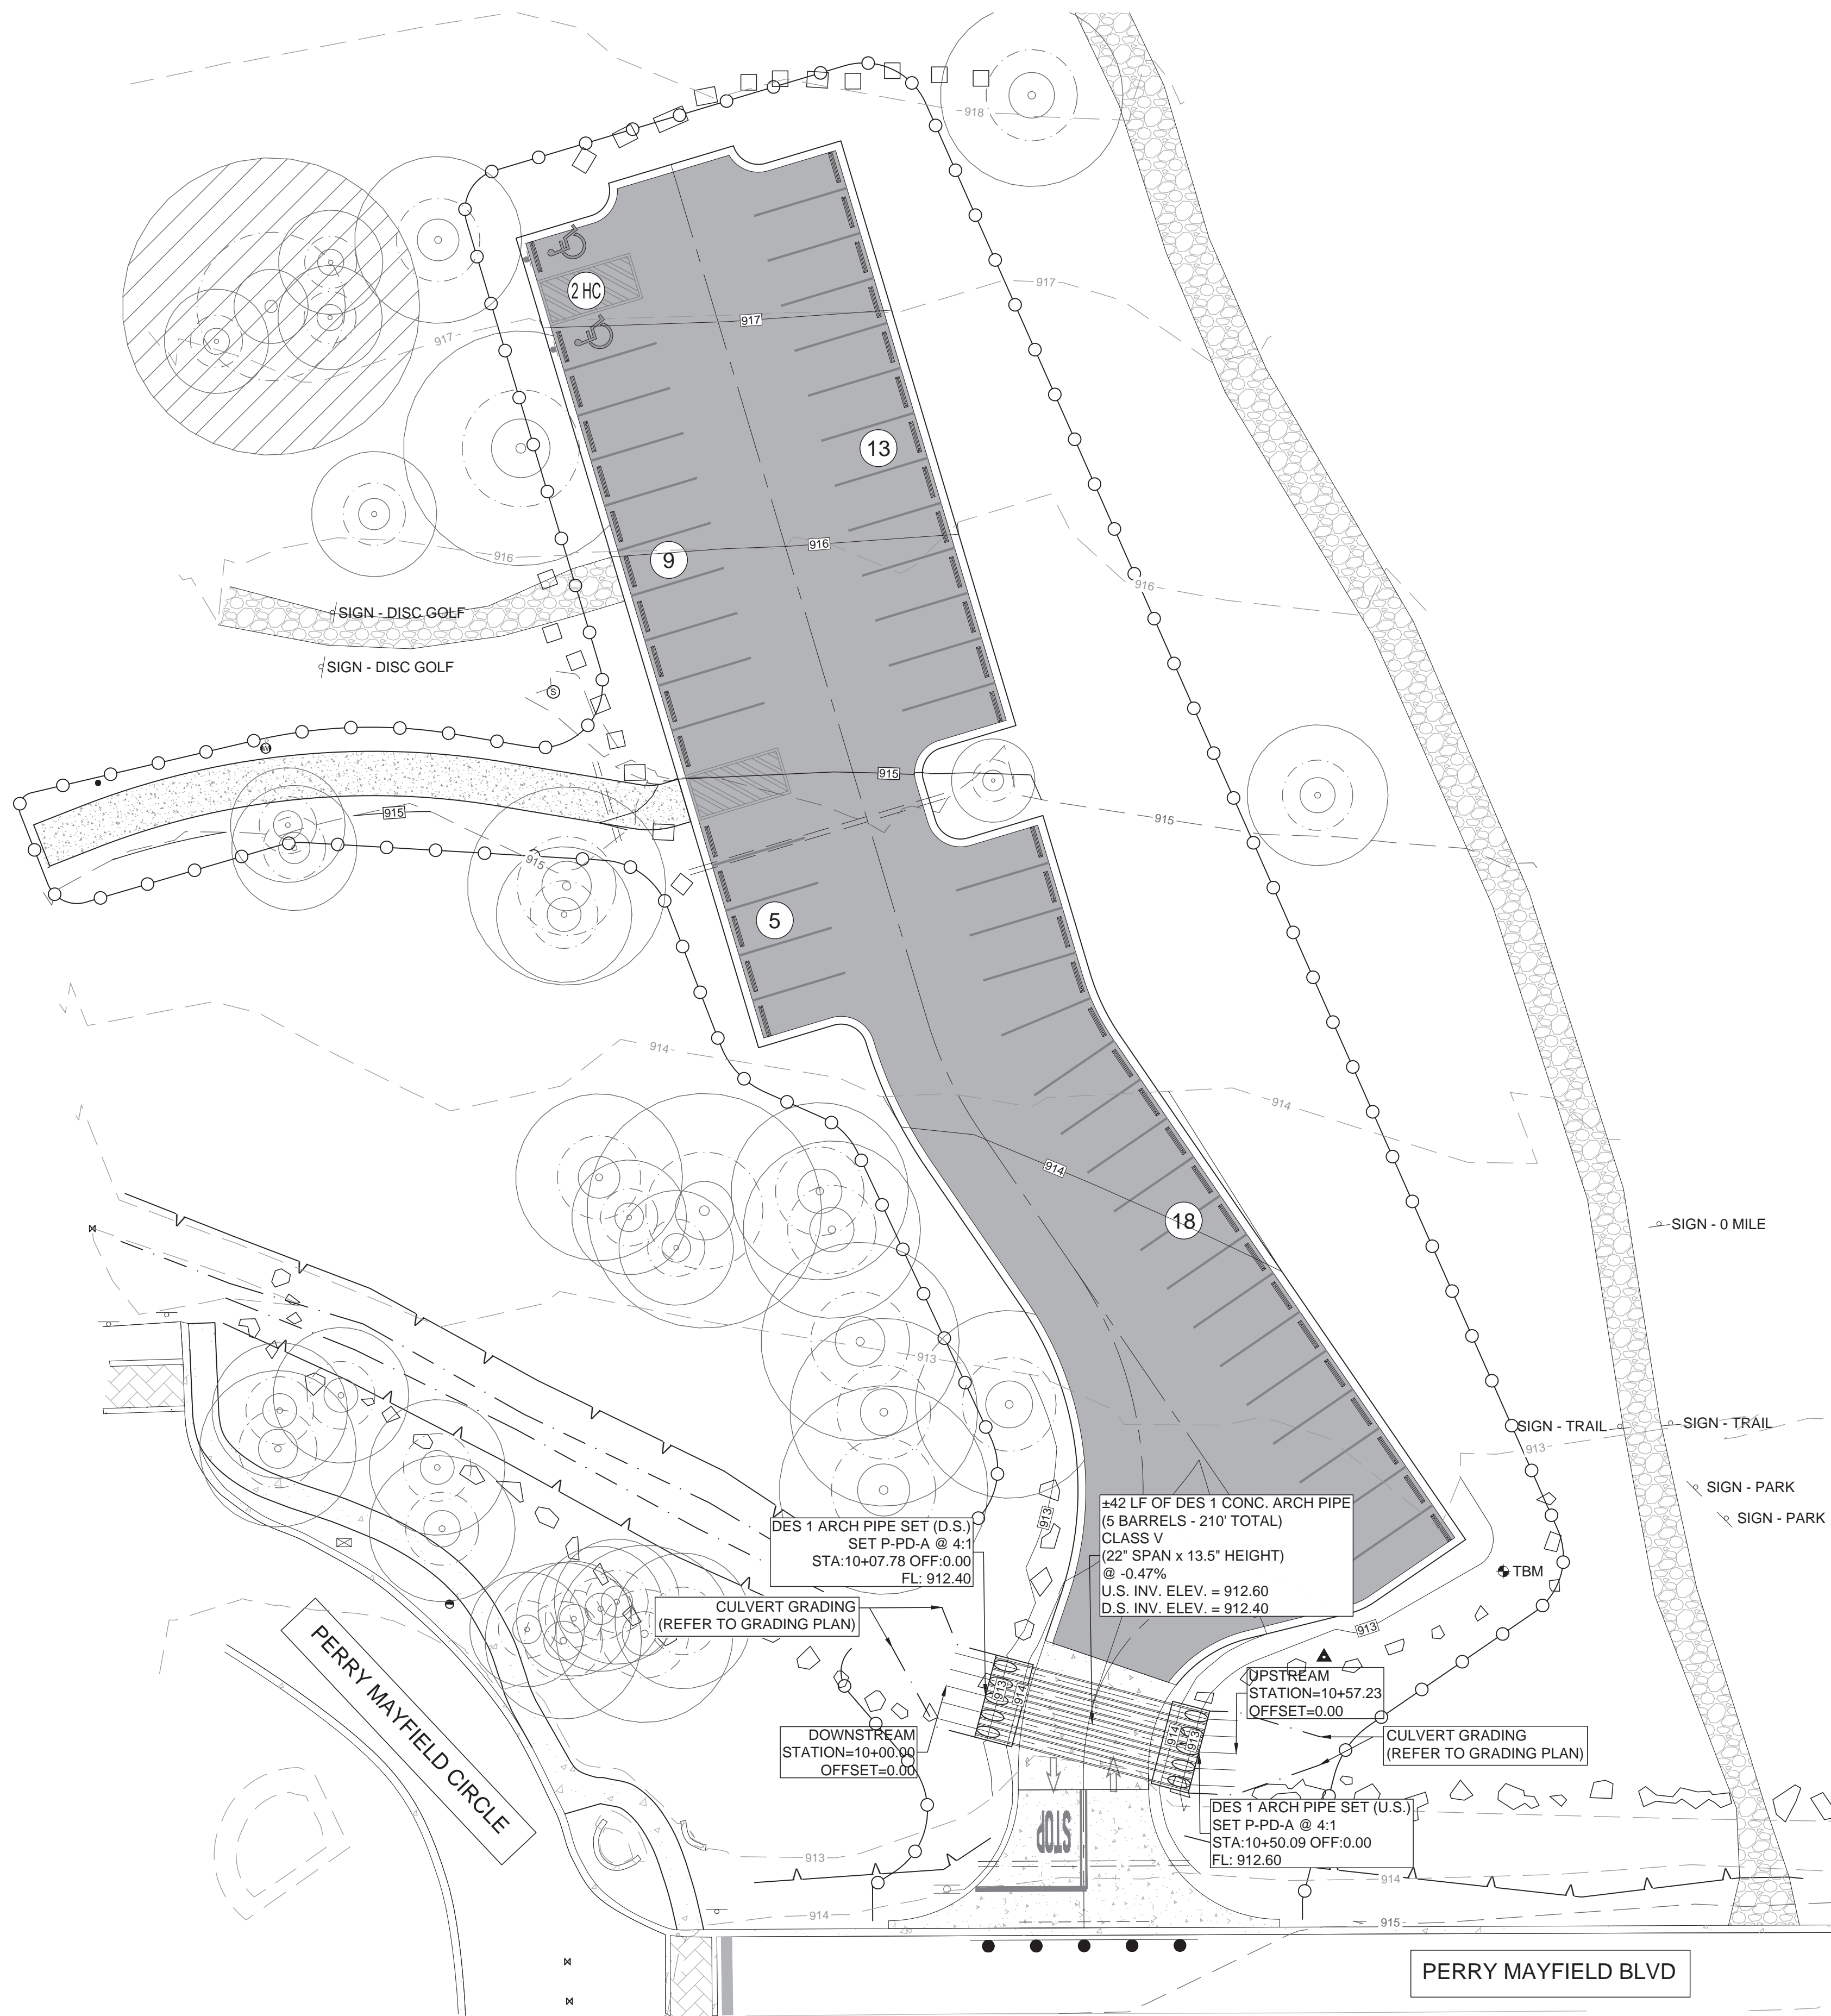 918
917
917
2 HC
917
13
916
9
916
916
SIGN - DISC GOLF
SIGN - DISC GOLF
S
915
915
915
915
5
914
914
914
18
SIGN - 0 MILE
913
SIGN - TRAIL
SIGN - TRAIL
913
SIGN - PARK
SIGN - PARK
913
DES 1 ARCH PIPE SET (D.S.)
SET P-PD-A @ 4:1
STA:10+07.78 OFF:0.00
FL: 912.40
±42 LF OF DES 1 CONC. ARCH PIPE
(5 BARRELS - 210' TOTAL)
CLASS V
(22" SPAN x 13.5" HEIGHT)
@ -0.47%
U.S. INV. ELEV. = 912.60
D.S. INV. ELEV. = 912.40
TBM
CULVERT GRADING
(REFER TO GRADING PLAN)
913
PERRY MAYFIELD CIRCLE
913
914
UPSTREAM
STATION=10+57.23
OFFSET=0.00
914
913
DOWNSTREAM
STATION=10+00.00
OFFSET=0.00
CULVERT GRADING
(REFER TO GRADING PLAN)
STOP
DES 1 ARCH PIPE SET (U.S.)
SET P-PD-A @ 4:1
STA:10+50.09 OFF:0.00
FL: 912.60
913
914
914
915
PERRY MAYFIELD BLVD